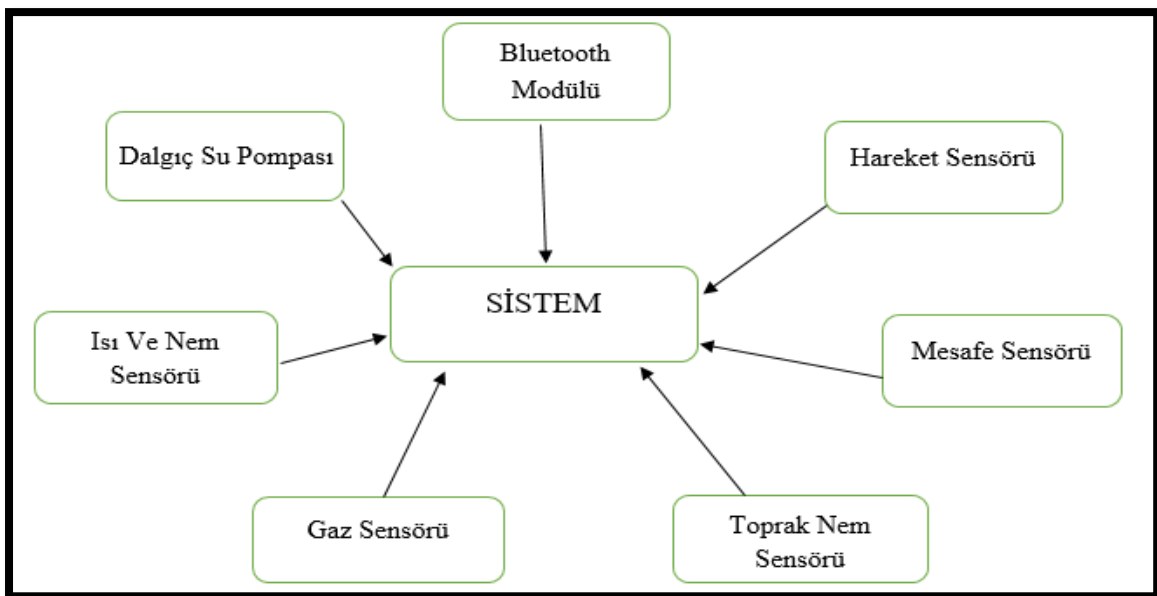 Bluetooth
Modülü
Dalgıç Su Pompası
Hareket Sensörü
SİSTEM
Isı Ve Nem
Sensörü
Mesafe Sensörü
Gaz Sensörü
Toprak Nem
Sensörü